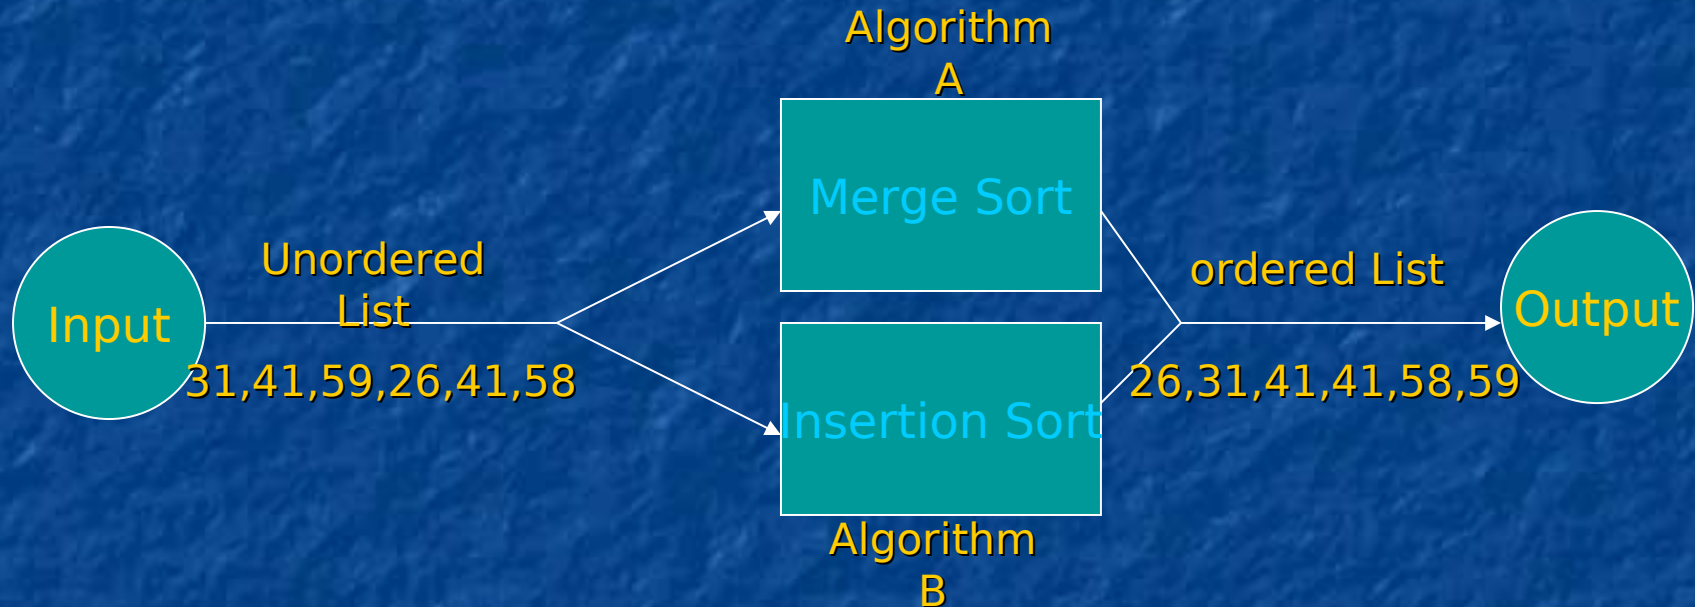 Algorithm
A
Merge Sort
Input
Unordered
List
31,41,59,26,41,58
Insertion Sort
Algorithm
B
ordered List
26,31,41,41,58,59
Output